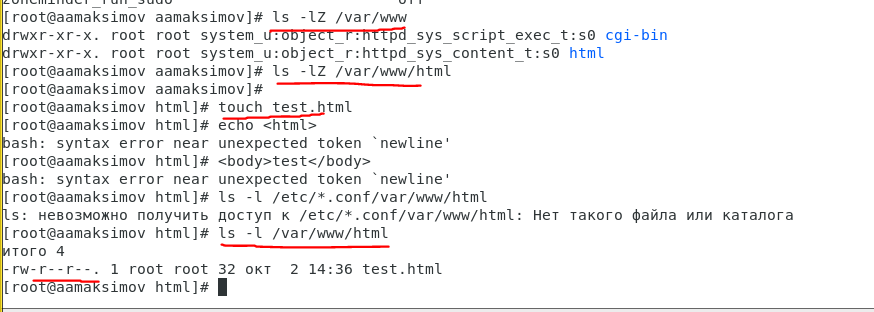 [root@aamaksimov aamaksimov]# ls -lZ /var/www
drwxr-xr-x. root root system_u:object_r:httpd_sys_script_exec_t:s0 cgi-bin
drwxr-xr-x. root root system_u:object_r:httpd_sys_content_t:s0 html
[root@aamaksimov aamaksimov]# ls -lZ /var/www/html
[root@aamaksimov aamaksimov]#
[root@aamaksimov html]# touch test.html
[root@aamaksimov html]# echo <html>
bash: syntax error near unexpected token `newline'
[root@aamaksimov html]# <body>test</body>
bash: syntax error near unexpected token `newline'
[root@aamaksimov html]# ls -l /etc/*.conf/var/www/html
ls: невозможно получить доступ к /etc/*.conf/var/www/html: Нет такого файла или каталога
[root@aamaksimov html]# ls -l /var/www/html
итого 4
-rw-r--r--. 1 root root 32 окт  2 14:36 test.html
[root@aamaksimov html]#